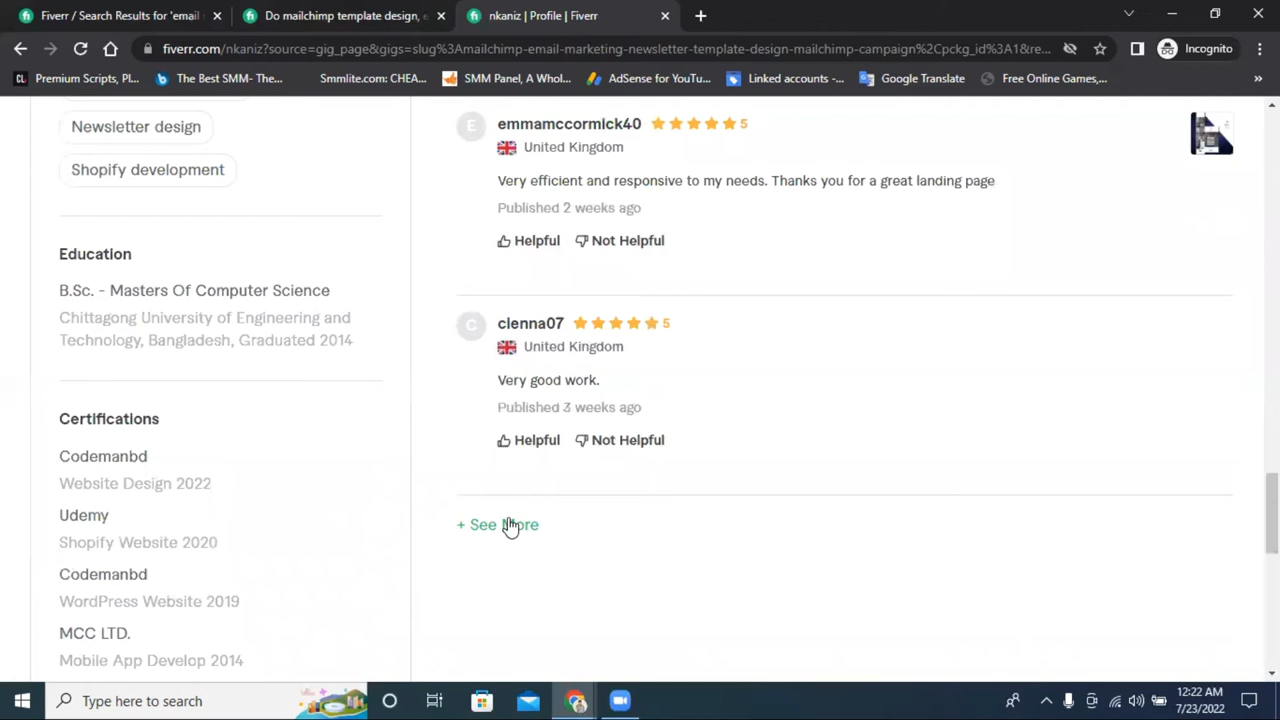 Fiverr / Search Results for 'email
Do mailchimp template design, e
nkaniz | Profile | Fiverr
fiverr.com/nkaniz?source=gig_page&gigs=slug%3Amailchimp-email-marketing-newsletter-template-design-mailchimp-campaign%2Cpckg_id%3A1&re...
Incognito
Premium Scripts, Pl...
The Best SMM- The...
Smmlite.com: CHEA...
SMM Panel, A Whol...
AdSense for YouTu...
Linked accounts -...
Google Translate
Free Online Games,...
Newsletter design
Shopify development
Education
B.Sc. - Masters Of Computer Science
Chittagong University of Engineering and
Technology, Bangladesh, Graduated 2014
Certifications
Codemanbd
Website Design 2022
Udemy
Shopify Website 2020
Codemanbd
WordPress Website 2019
MCC LTD.
Mobile App Develop 2014
E
emmamccormick40 5
United Kingdom
Very efficient and responsive to my needs. Thanks you for a great landing page
Published 2 weeks ago
Helpful Not Helpful
C
clenna07 5
United Kingdom
Very good work.
Published 3 weeks ago
Helpful Not Helpful
+ See More
Type here to search
12:22 AM
7/23/2022